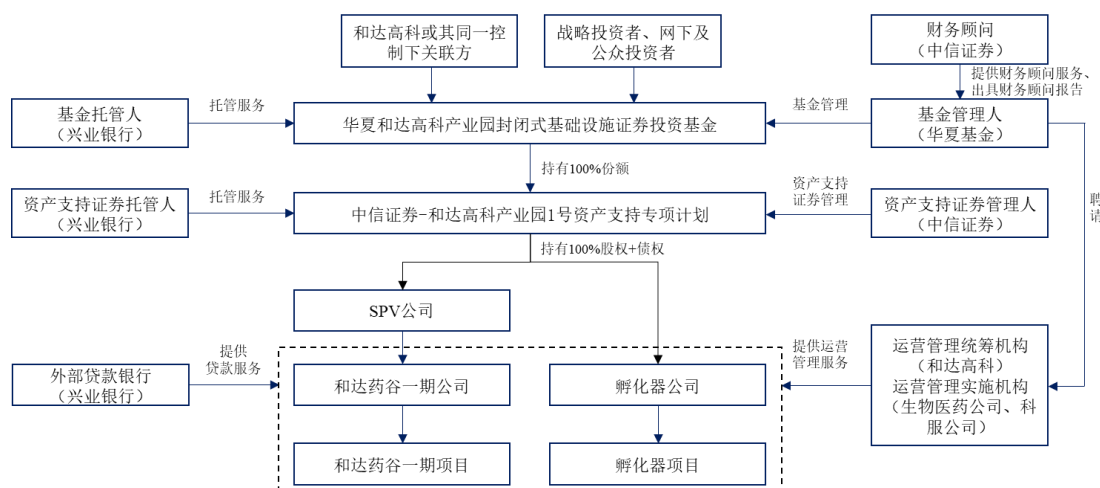 和达高科或其同一控
制下关联方
战略投资者、网下及
公众投资者
财务顾问
（中信证券）
提供财务顾问服务、
出具财务顾问报告
基金托管人
（兴业银行）
托管服务
华夏和达高科产业园封闭式基础设施证券投资基金
基金管理
基金管理人
（华夏基金）
持有100%份额
资产支持证券托管人
（兴业银行）
托管服务
中信证券-和达高科产业园1号资产支持专项计划
资产支持
证券管理
资产支持证券管理人
（中信证券）
聘
请
持有100%股权+债权
SPV公司
外部贷款银行
（兴业银行）
提供
贷款服务
和达药谷一期公司
孵化器公司
提供运营
管理服务
运营管理统筹机构
（和达高科）
运营管理实施机构
（生物医药公司、科
服公司）
和达药谷一期项目
孵化器项目